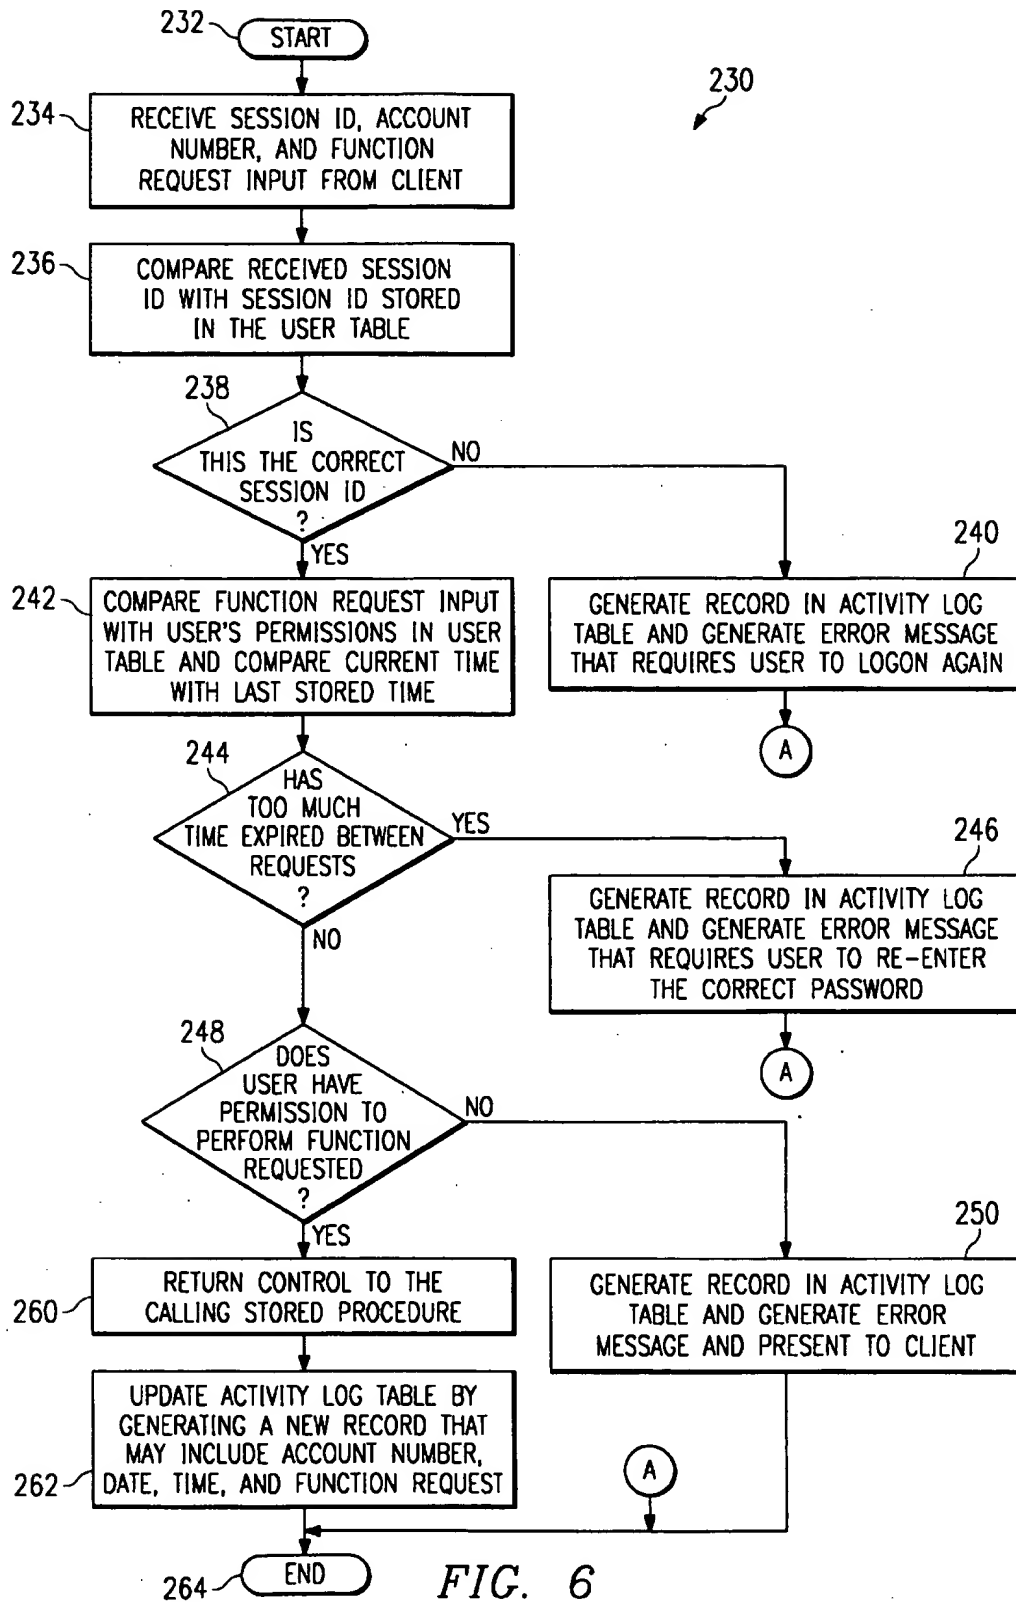 232
START
230
234
RECEIVE SESSION ID, ACCOUNT
NUMBER, AND FUNCTION
REQUEST INPUT FROM CLIENT
236
COMPARE RECEIVED SESSION
ID WITH SESSION ID STORED
IN THE USER TABLE
238
IS
THIS THE CORRECT
SESSION ID
?
NO
YES
240
GENERATE RECORD IN ACTIVITY LOG
TABLE AND GENERATE ERROR MESSAGE
THAT REQUIRES USER TO LOGON AGAIN
A
242
COMPARE FUNCTION REQUEST INPUT
WITH USER'S PERMISSIONS IN USER
TABLE AND COMPARE CURRENT TIME
WITH LAST STORED TIME
244
HAS
TOO MUCH
TIME EXPIRED BETWEEN
REQUESTS
?
YES
NO
246
GENERATE RECORD IN ACTIVITY LOG
TABLE AND GENERATE ERROR MESSAGE
THAT REQUIRES USER TO RE-ENTER
THE CORRECT PASSWORD
A
248
DOES
USER HAVE
PERMISSION TO
PERFORM FUNCTION
REQUESTED
?
NO
YES
250
GENERATE RECORD IN ACTIVITY LOG
TABLE AND GENERATE ERROR
MESSAGE AND PRESENT TO CLIENT
260
RETURN CONTROL TO THE
CALLING STORED PROCEDURE
262
UPDATE ACTIVITY LOG TABLE BY
GENERATING A NEW RECORD THAT
MAY INCLUDE ACCOUNT NUMBER,
DATE, TIME, AND FUNCTION REQUEST
A
264
END
FIG. 6